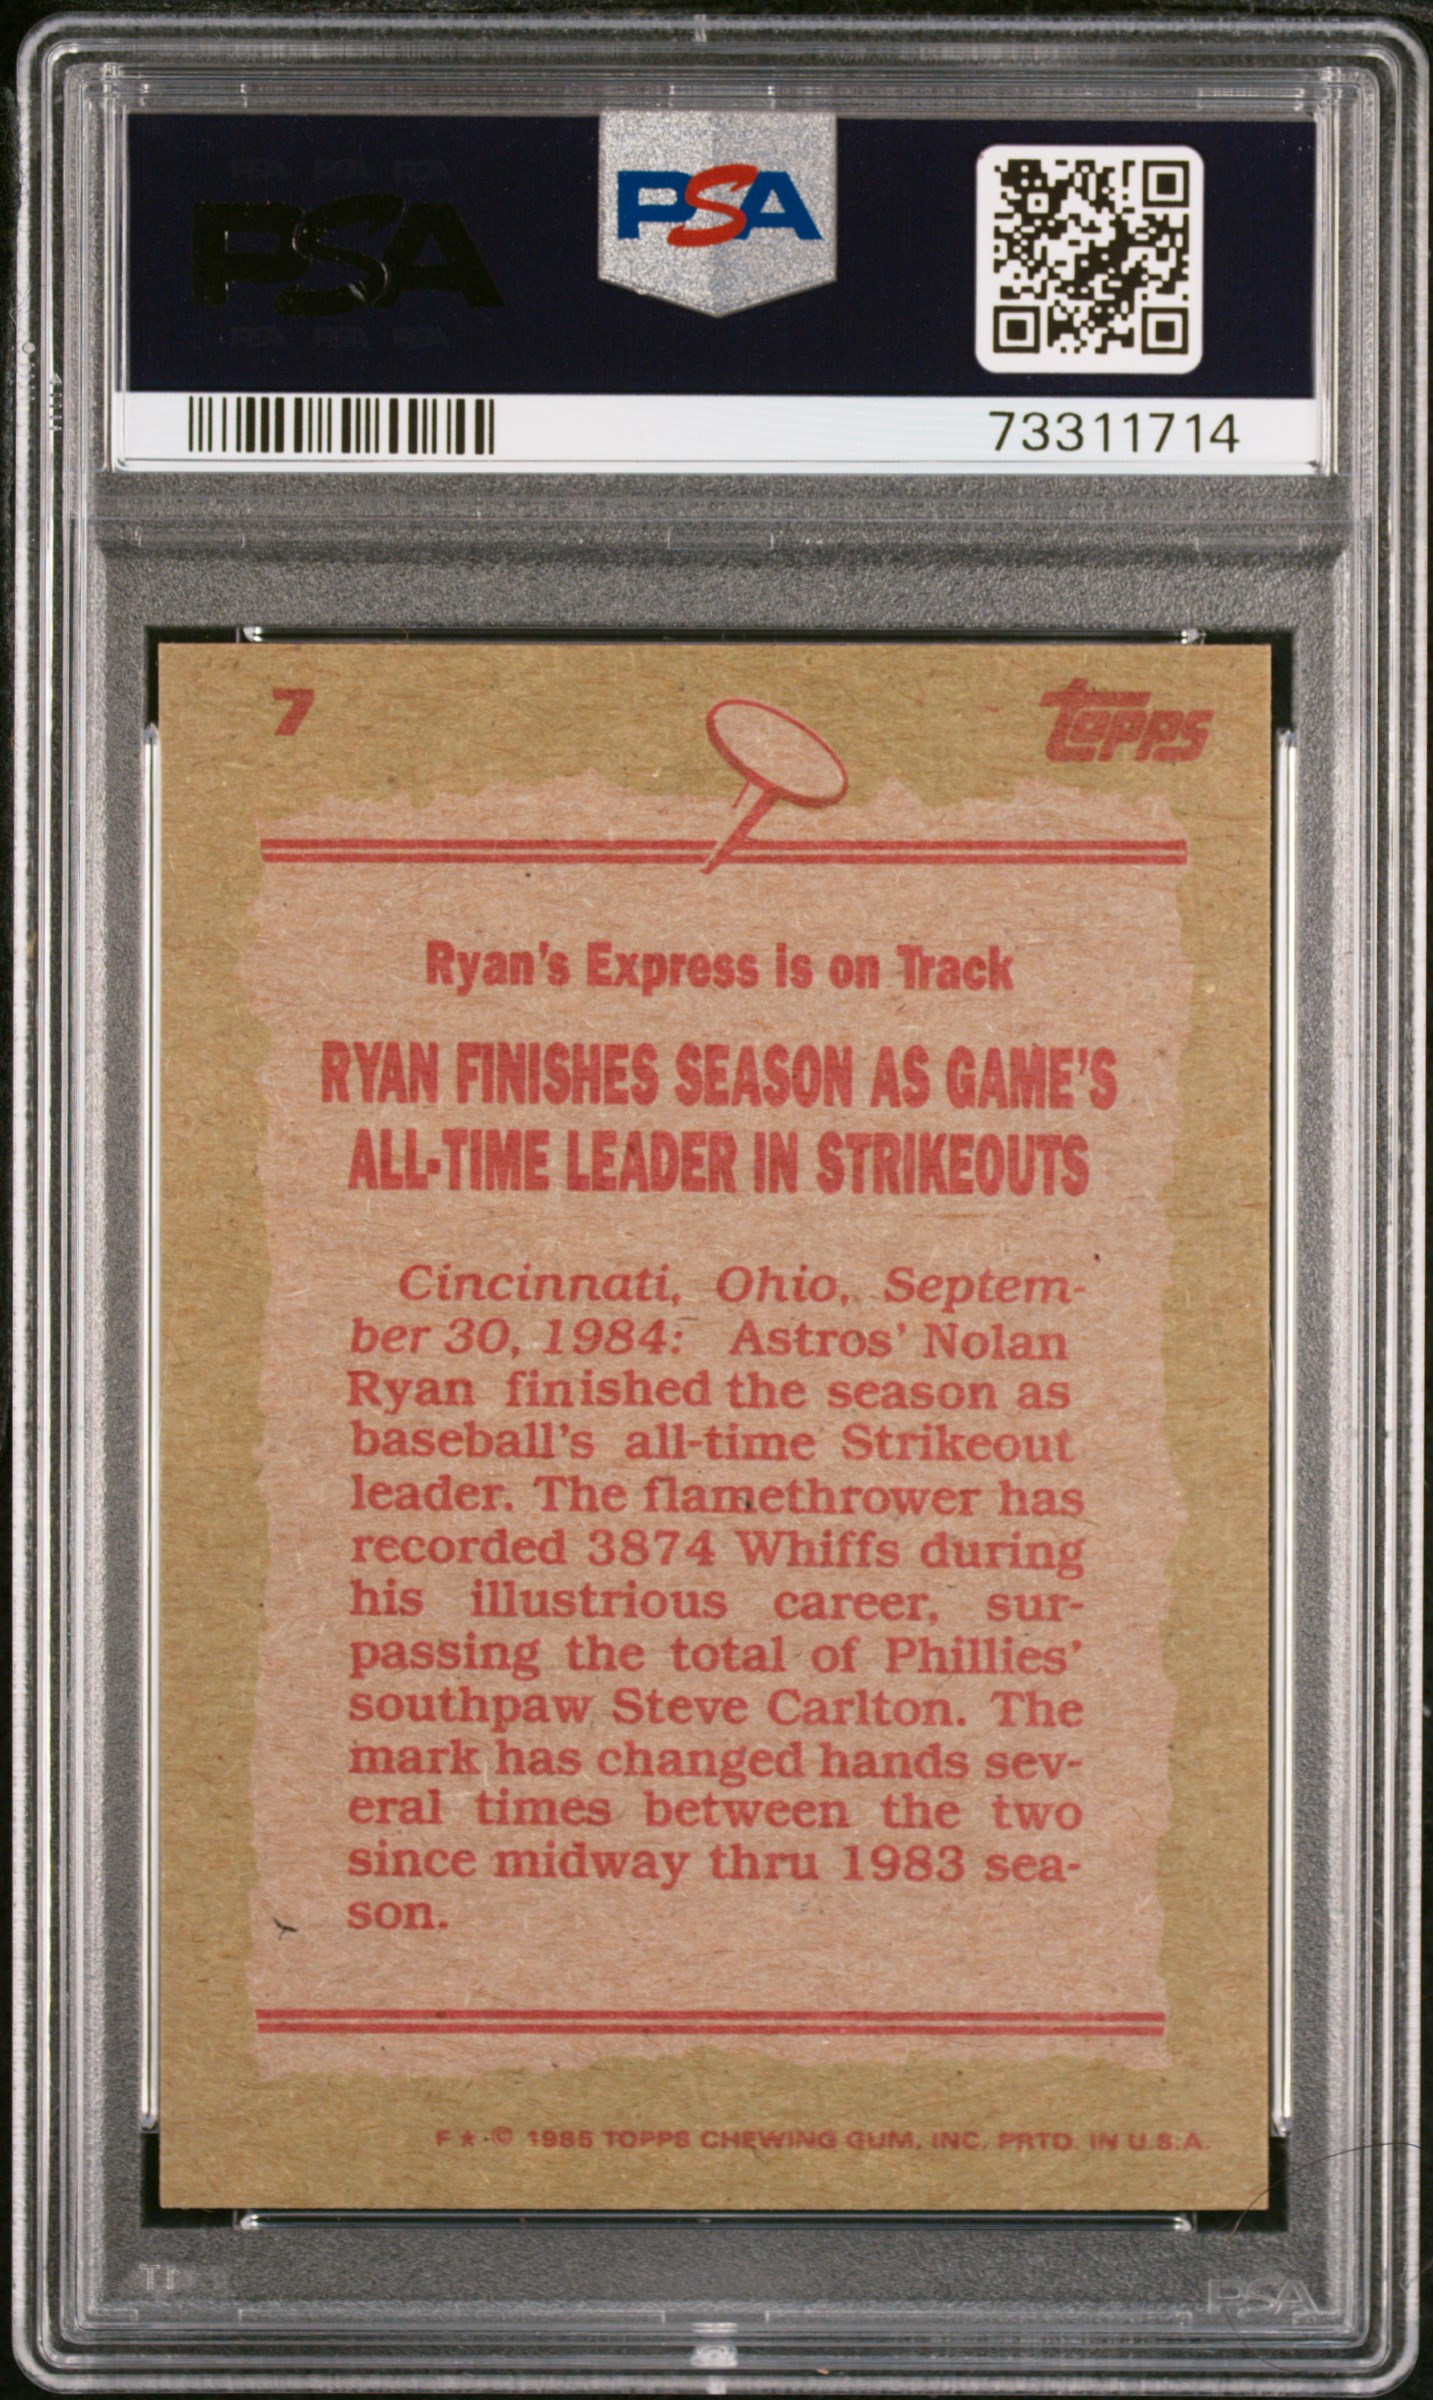 PSA
PSA
73311714
7
topps
Ryan's Express is on Track
RYAN FINISHES SEASON AS GAME'S
ALL-TIME LEADER IN STRIKEOUTS
Cincinnati, Ohio, Septem-
ber 30, 1984: Astros' Nolan
Ryan finished the season as
baseball's all-time Strikeout
leader. The flamethrower has
recorded 3874 Whiffs during
his illustrious career, sur-
passing the total of Phillies'
southpaw Steve Carlton. The
mark has changed hands sev-
eral times between the two
since midway thru 1983 sea-
son.
F ★ © 1985 TOPPS CHEWING GUM, INC. PRTD. IN U.S.A.
PSA